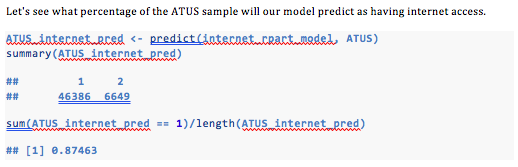 Let's see what percentage of the ATUS sample will our model predict as having internet access.
ATUS_internet_pred <- predict(internet_rpart_model, ATUS)
summary(ATUS_internet_pred)
## 1 2
## 46386 6649
sum(ATUS_internet_pred == 1)/length(ATUS_internet_pred)
## [1] 0.87463